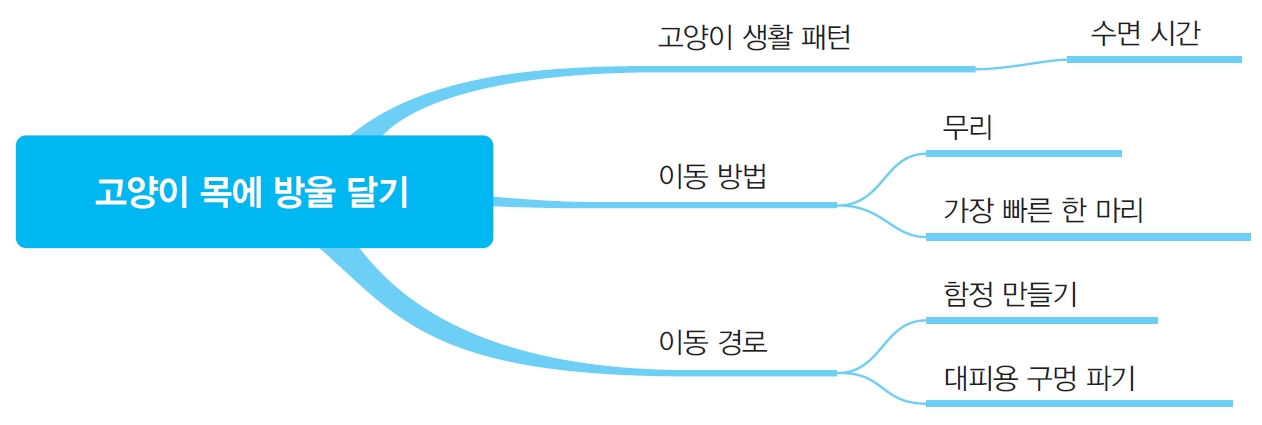 고양이 목에 방울 달기
고양이 생활 패턴
수면 시간
이동 방법
무리
가장 빠른 한 마리
이동 경로
함정 만들기
대피용 구멍 파기